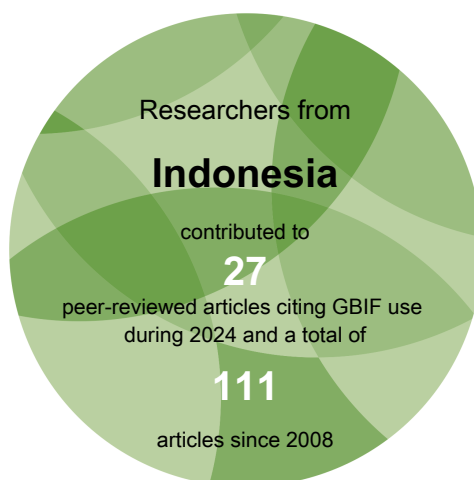 Researchers from
Indonesia
contributed to
27
peer-reviewed articles citing GBIF use
during 2024 and a total of
111
articles since 2008